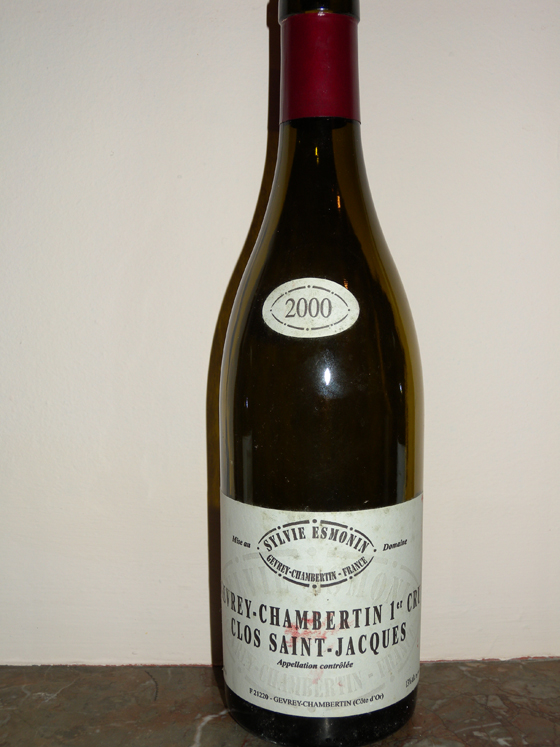 2000
Mise au
SYLVIE ESMONIN
Domaine
GEVREY-CHAMBERTIN - FRANCE
EVREY-CHAMBERTIN 1er CRU
CLOS SAINT-JACQUES
Appellation contrôlée
F 21220 - GEVREY-CHAMBERTIN (Côte d'Or)